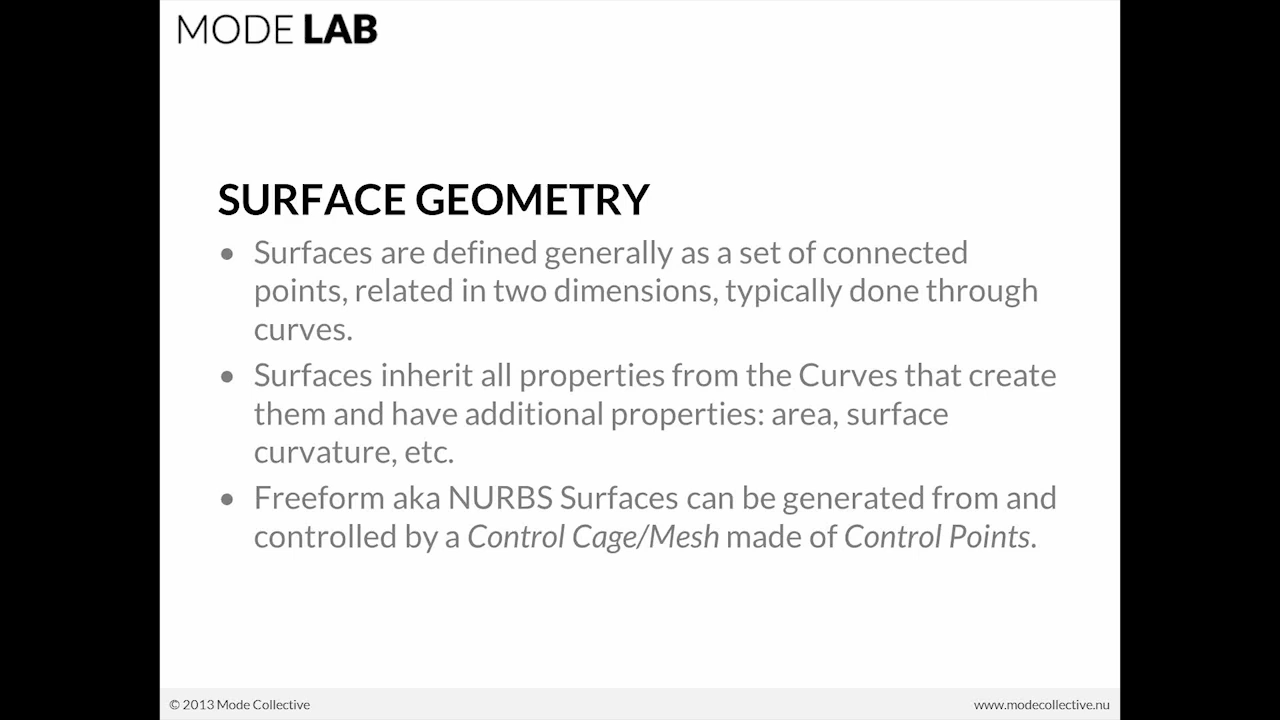 MODE LAB
SURFACE GEOMETRY
• Surfaces are defined generally as a set of connected
points, related in two dimensions, typically done through
curves.
• Surfaces inherit all properties from the Curves that create
them and have additional properties: area, surface
curvature, etc.
• Freeform aka NURBS Surfaces can be generated from and
controlled by a Control Cage/Mesh made of Control Points.
© 2013 Mode Collective
www.modecollective.nu